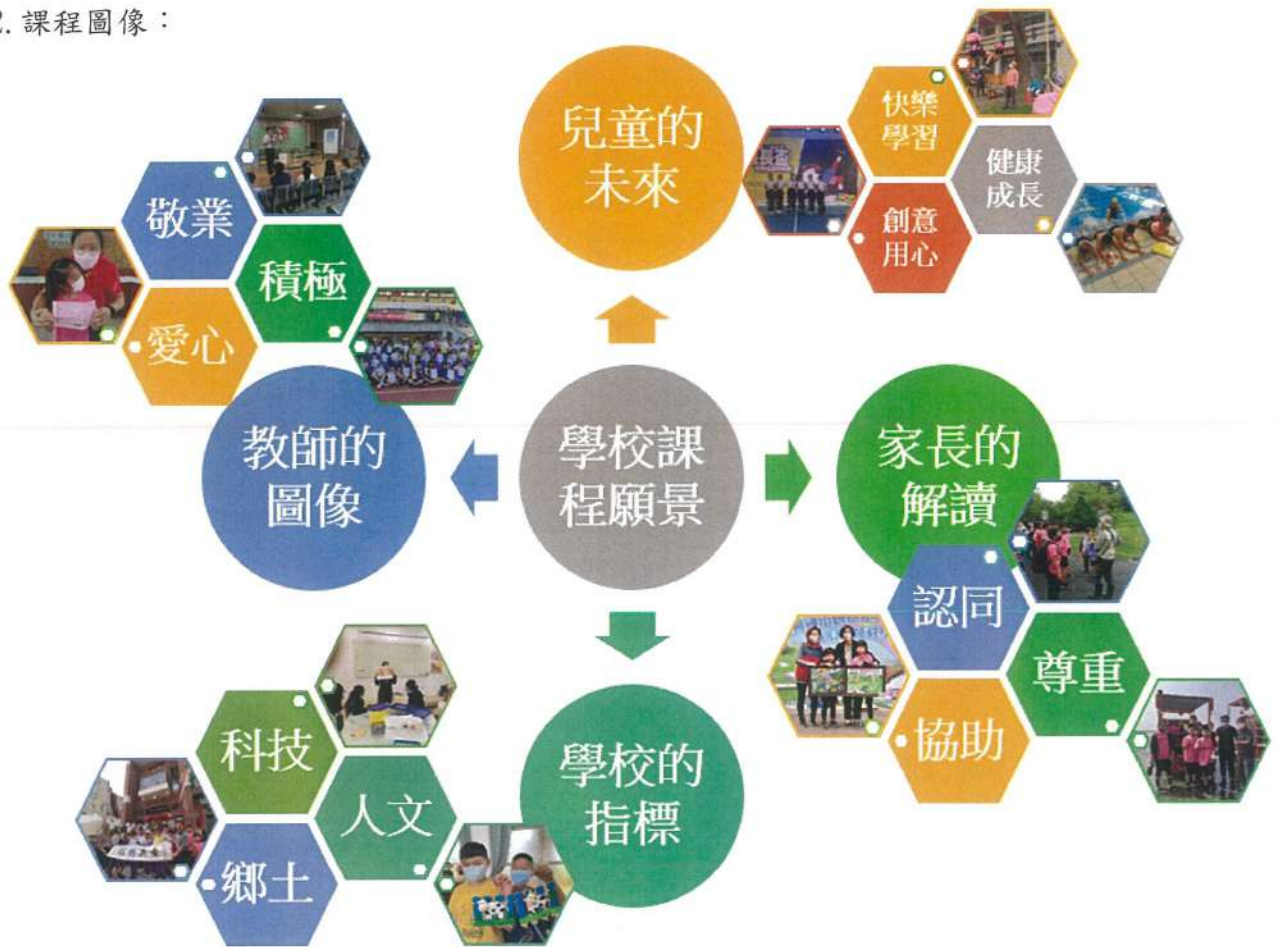 2. 課程圖像：
兒童的
未來
快樂
學習
健康
成長
創意
用心
敬業
積極
愛心
教師的
圖像
學校課
程願景
家長的
解讀
認同
尊重
協助
科技
人文
鄉土
學校的
指標